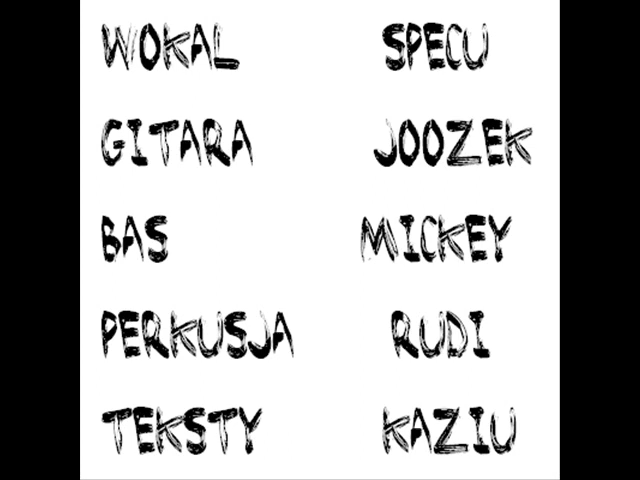 WOKAL SPECU
GITARA JOOZEK
BAS MICKEY
PERKUSJA RUDI
TEKSTY KAZIU